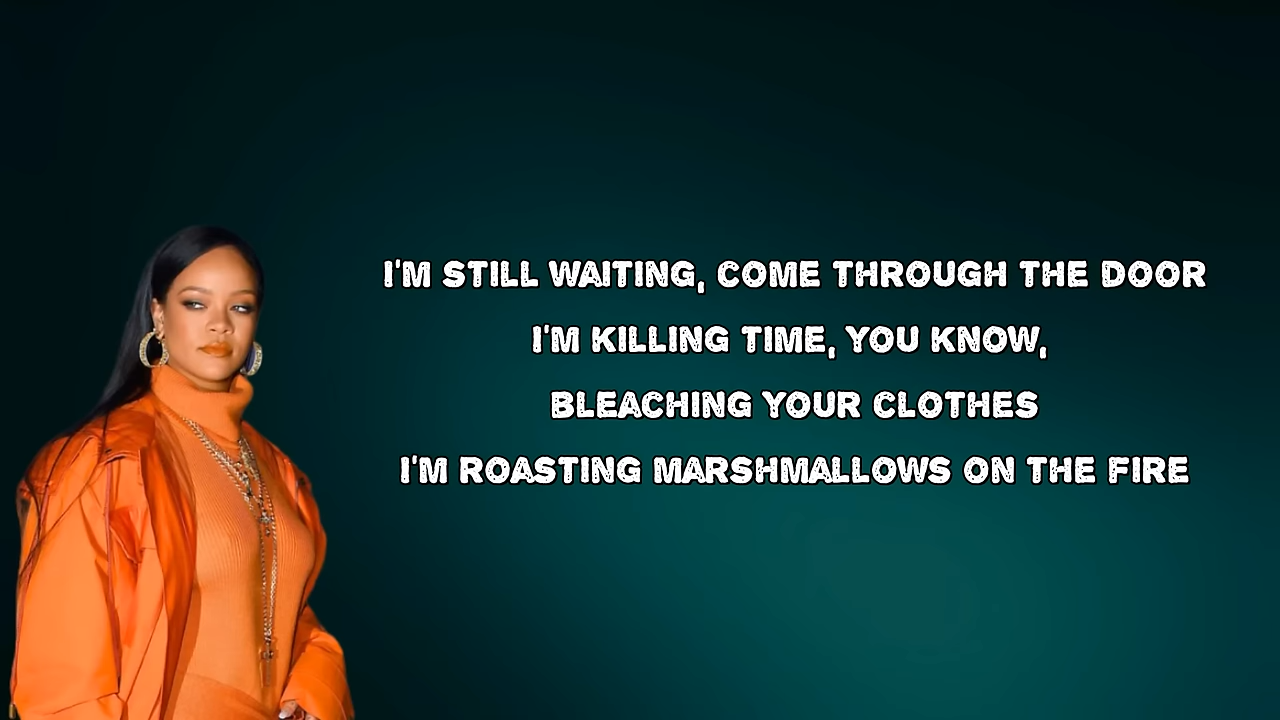 I'M STILL WAITING, COME THROUGH THE DOOR
I'M KILLING TIME, YOU KNOW,
BLEACHING YOUR CLOTHES
I'M ROASTING MARSHMALLOWS ON THE FIRE